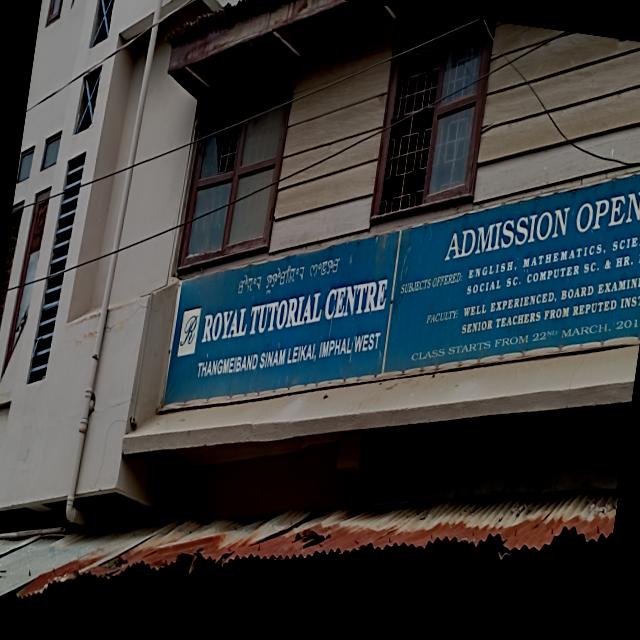 ROYAL TUTORIAL CENTRE
THANGMEIBAND SINAM LEIKAI, IMPHAL WEST
ADMISSION OPEN
SUBJECTS OFFERED: ENGLISH, MATHEMATICS,
SOCIAL SC. COMPUTER SC. & HR.
FACULTY: WELL EXPERIENCED, BOARD
SENIOR TEACHERS FROM REPUTED
CLASS STARTS FROM 22ND MARCH,